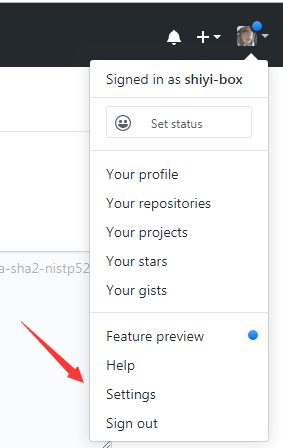 Signed in as shiyi-box
Set status
Your profile
Your repositories
Your projects
Your stars
Your gists
a-sha2-nistp52
Feature preview
Help
Settings
Sign out